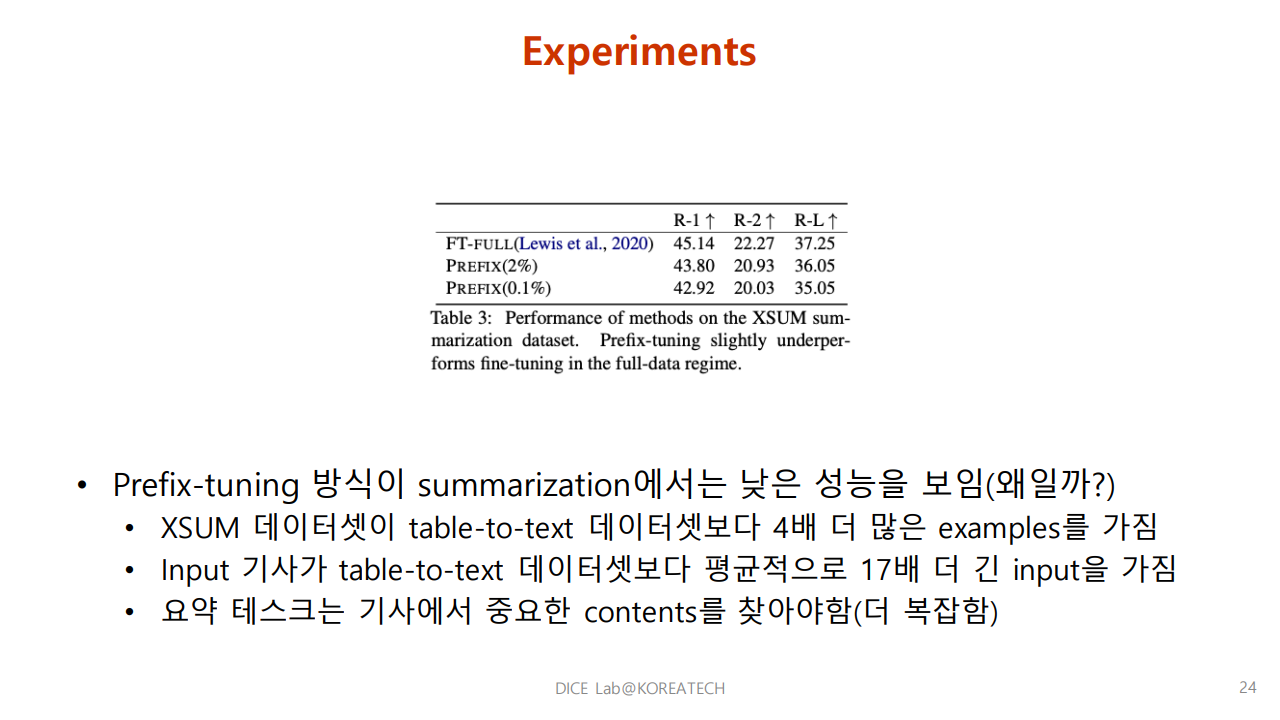 Experiments
R-1 ↑ R-2 ↑ R-L ↑
FT-FULL(Lewis et al., 2020) 45.14 22.27 37.25
PREFIX(2%) 43.80 20.93 36.05
PREFIX(0.1%) 42.92 20.03 35.05
Table 3: Performance of methods on the XSUM sum-
marization dataset. Prefix-tuning slightly underper-
forms fine-tuning in the full-data regime.
• Prefix-tuning 방식이 summarization에서는 낮은 성능을 보임(왜일까?)
• XSUM 데이터셋이 table-to-text 데이터셋보다 4배 더 많은 examples를 가짐
• Input 기사가 table-to-text 데이터셋보다 평균적으로 17배 더 긴 input을 가짐
• 요약 테스크는 기사에서 중요한 contents를 찾아야함(더 복잡함)
DICE Lab@KOREATECH
24